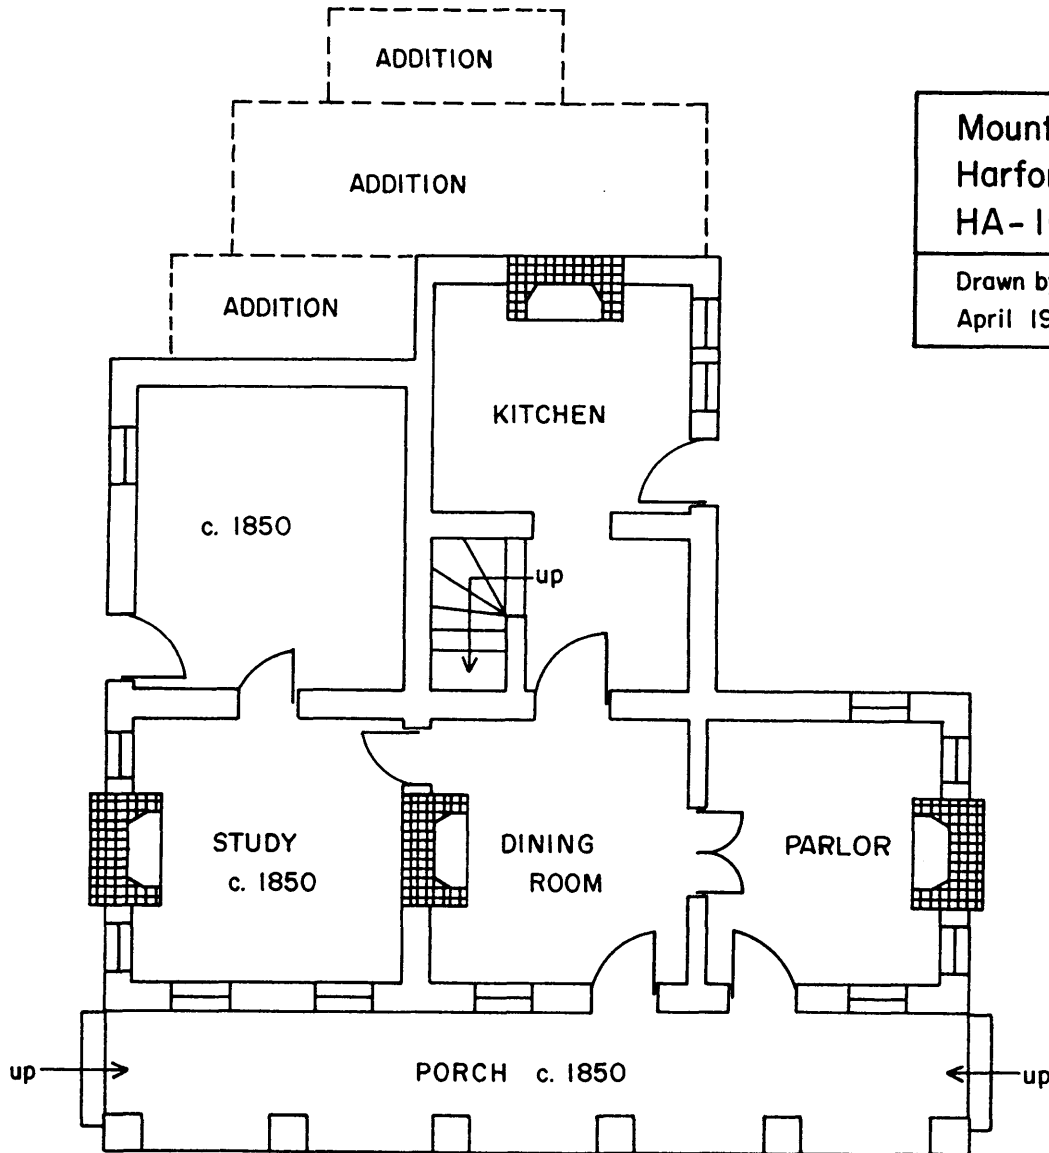 ADDITION
ADDITION
ADDITION
Mount
Drawn b
April 19
HA-1
KITCHEN
c. 1850
up
STUDY
c. 1850
DINING
ROOM
PARLOR
up
PORCH c. 1850
up